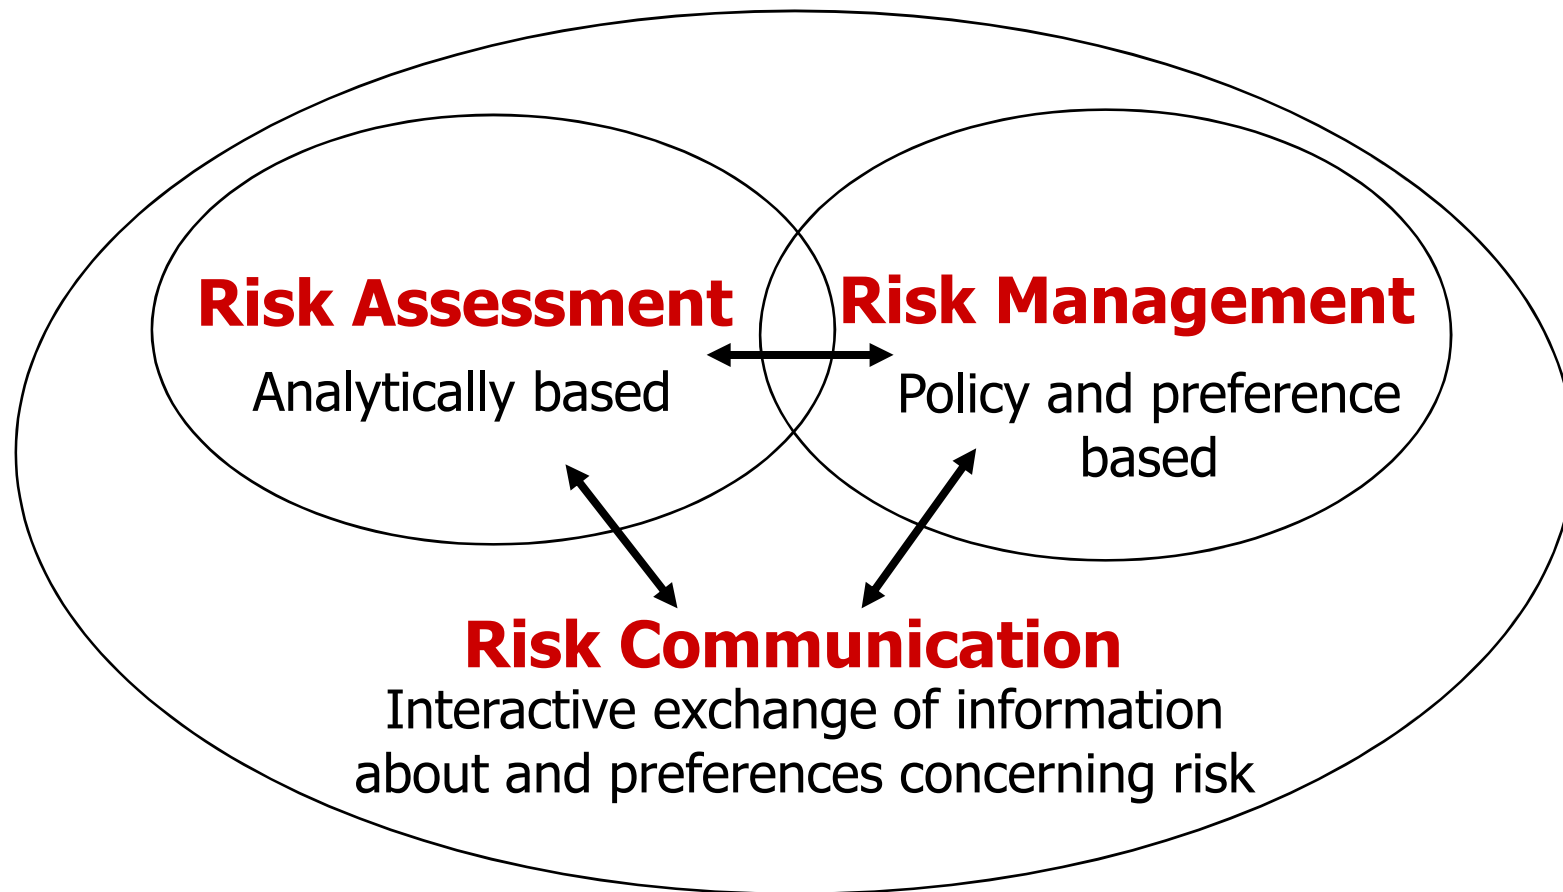 Risk Assessment
Analytically based
Risk Management
Policy and preference
based
Risk Communication
Interactive exchange of information
about and preferences concerning risk